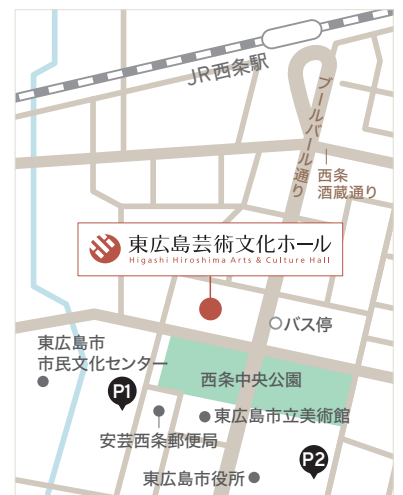 JR西条駅
ブールバール通り
西条
酒蔵通り
東広島芸術文化ホール
Higashi Hiroshima Arts & Culture Hall
バス停
東広島市
市民文化センター
西条中央公園
P1
東広島市立美術館
安芸西条郵便局
P2
東広島市役所